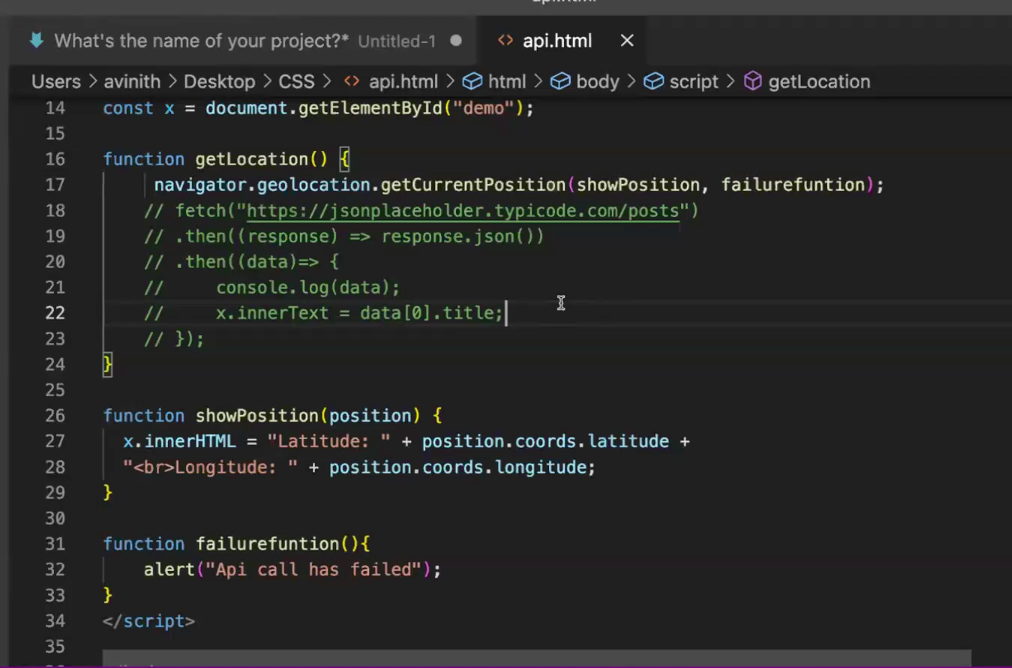 What's the name of your project?* Untitled-1
api.html
Users > avinith > Desktop > CSS > api.html > html > body > script > getLocation
14 const x = document.getElementById("demo");
15
16 function getLocation() {
17 navigator.geolocation.getCurrentPosition(showPosition, failurefuntion);
18 // fetch("https://jsonplaceholder.typicode.com/posts")
19 // .then((response) => response.json())
20 // .then((data)=> {
21 //     console.log(data);
22 //     x.innerText = data[0].title;
23 // });
24 }
25
26 function showPosition(position) {
27 x.innerHTML = "Latitude: " + position.coords.latitude +
28 "<br>Longitude: " + position.coords.longitude;
29 }
30
31 function failurefuntion(){
32 alert("Api call has failed");
33 }
34 </script>
35